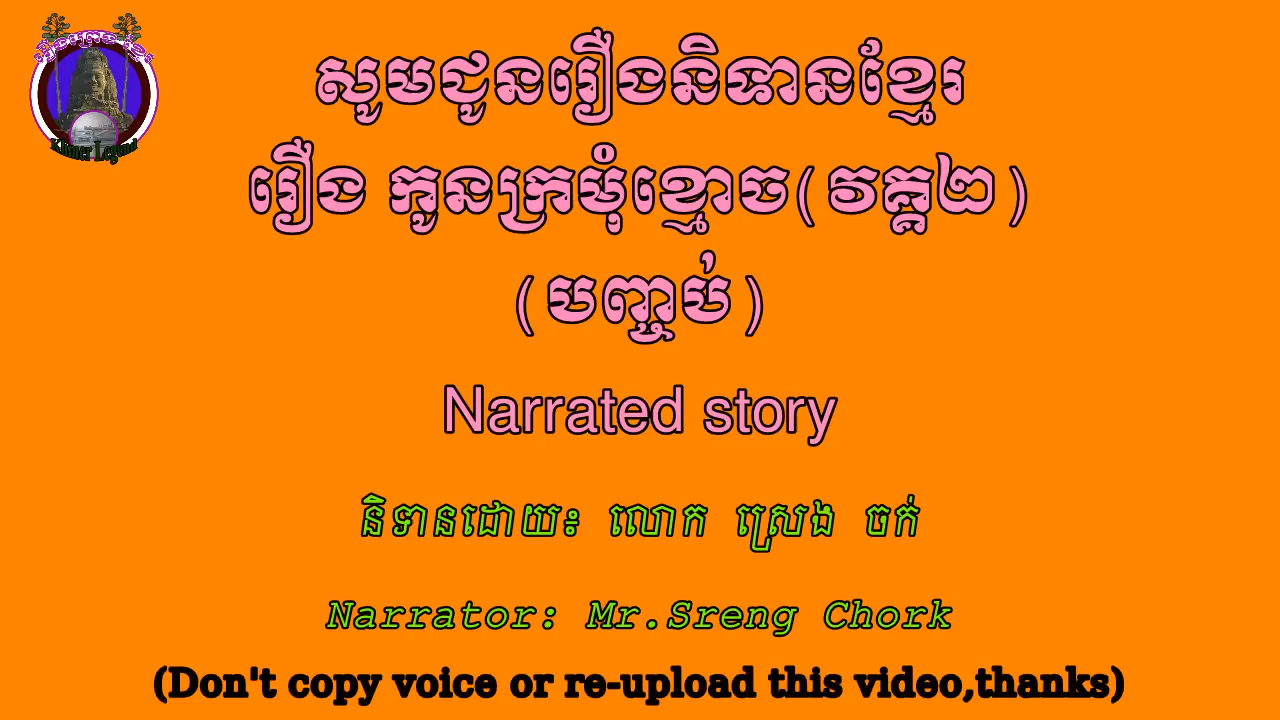 សូមជូនរឿងនិទានខ្មែរ
រឿង កូនក្រមុំខ្មោច(វគ្គ២)
(បញ្ចប់)
Narrated story
និទានដោយ៖ លោក ស្រេង ចក់
Narrator: Mr.Sreng Chork
(Don't copy voice or re-upload this video,thanks)
Khmer Legend